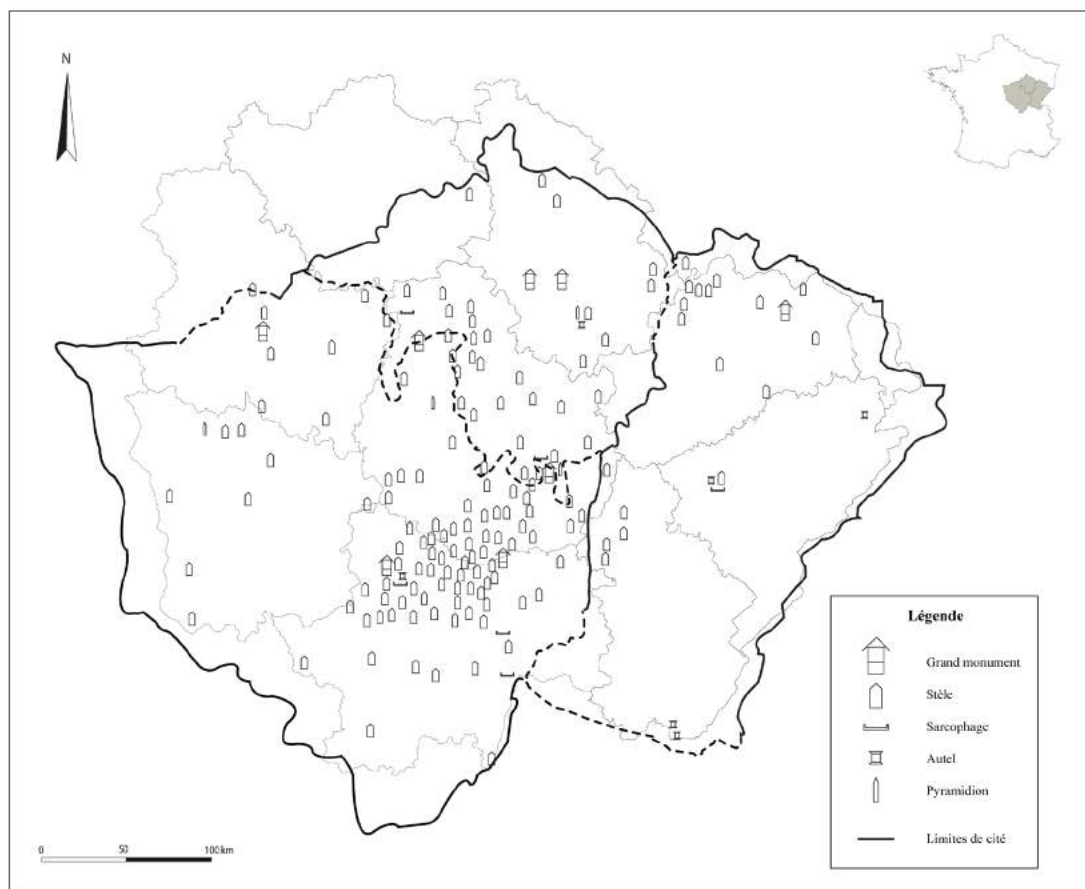 N
Légende
Grand monument
Stèle
Sarcophage
Autel
Pyramidion
Limites de cité
0 50 100 km